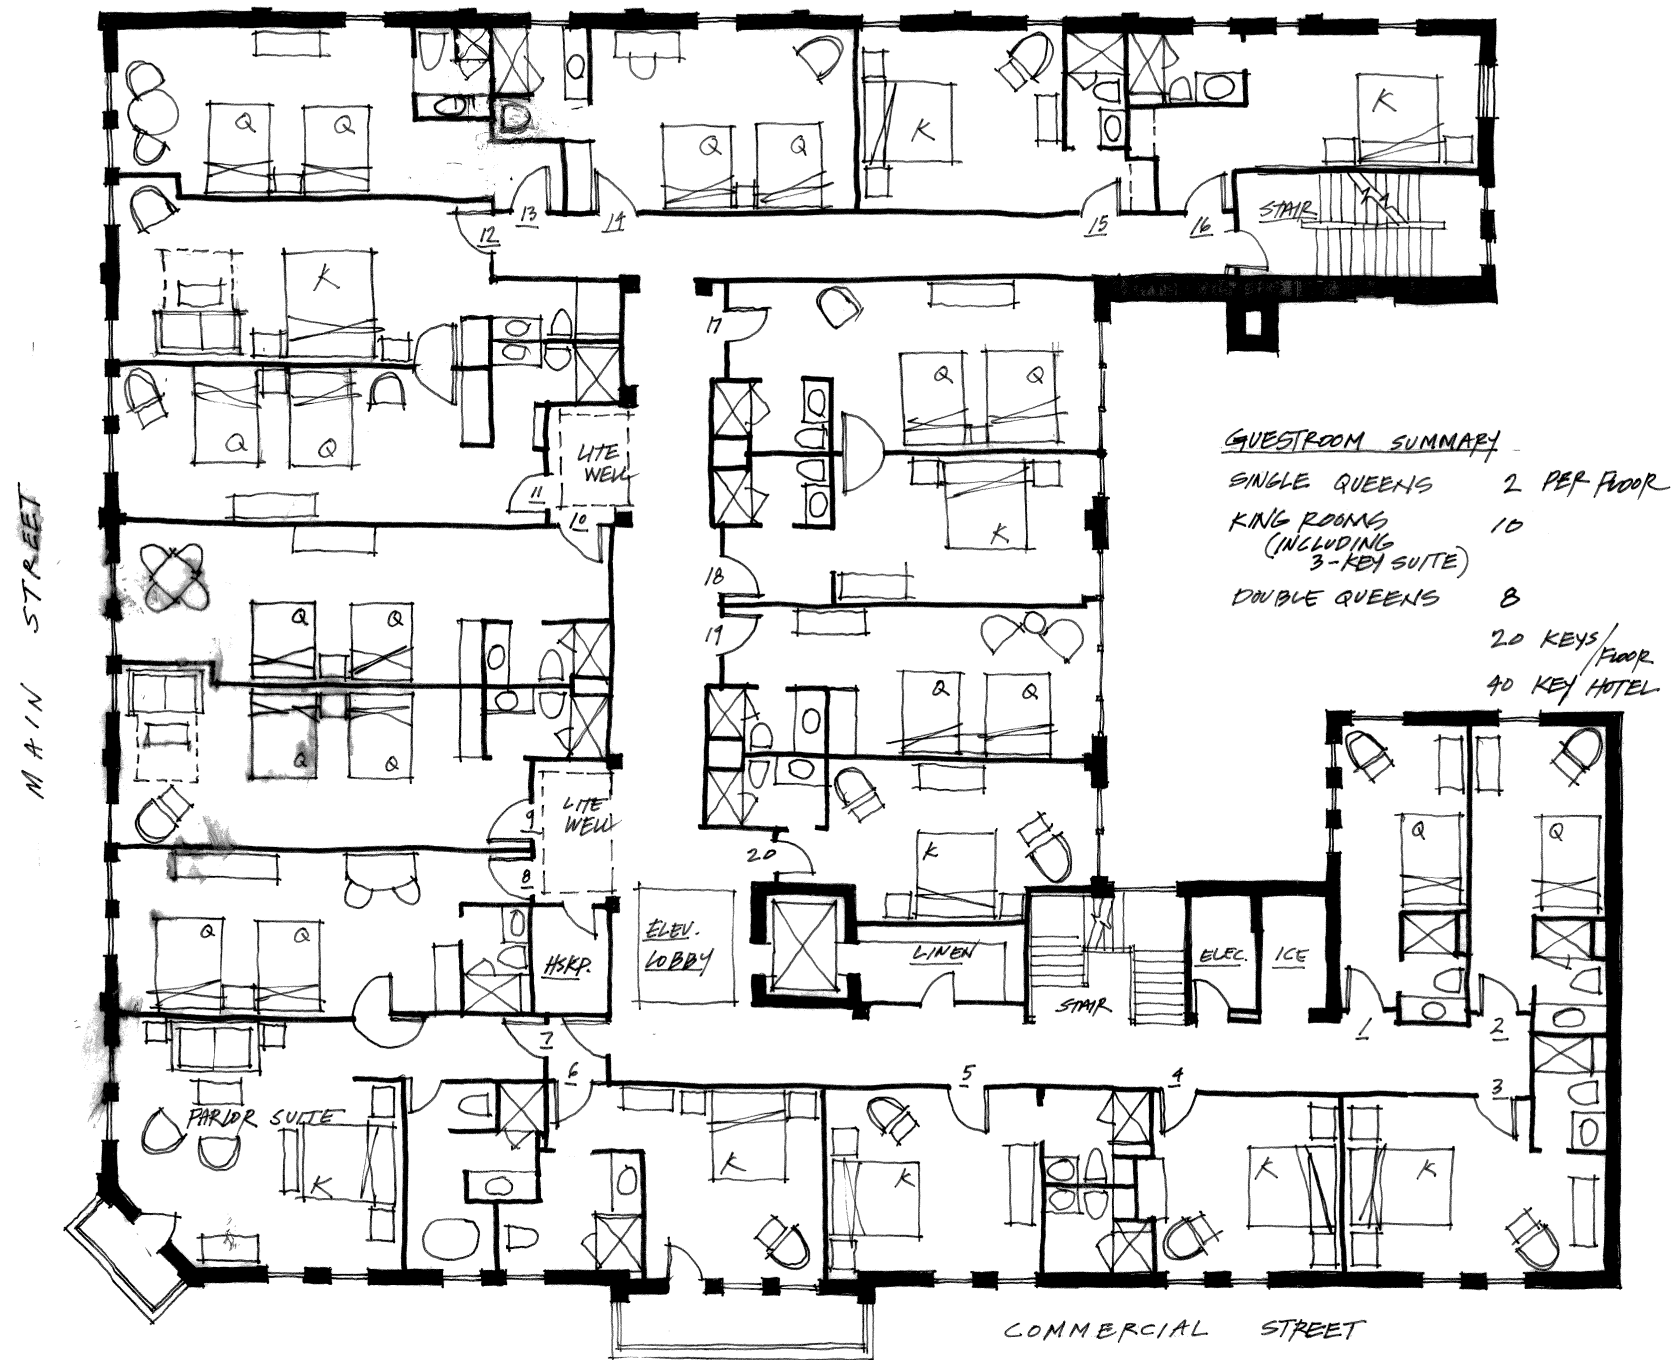 Q
Q
Q
Q
K
K
13
14
15
16
STAIR
12
K
17
Q
Q
Q
Q
LITE
WELL
11
10
K
18
GUESTROOM SUMMARY
SINGLE QUEENS 2 PER FLOOR
KING ROOMS 10
(INCLUDING
3-KEY SUITE)
DOUBLE QUEENS 8
20 KEYS/FLOOR
40 KEY HOTEL
MAIN STREET
Q
Q
19
Q
Q
Q
Q
LITE
WELL
9
8
20
K
Q
Q
Q
Q
ELEV.
LOBBY
HSKP.
LINEN
STAIR
ELEC.
ICE
1
2
7
6
5
4
3
PARLOR SUITE
K
K
K
K
K
COMMERCIAL STREET